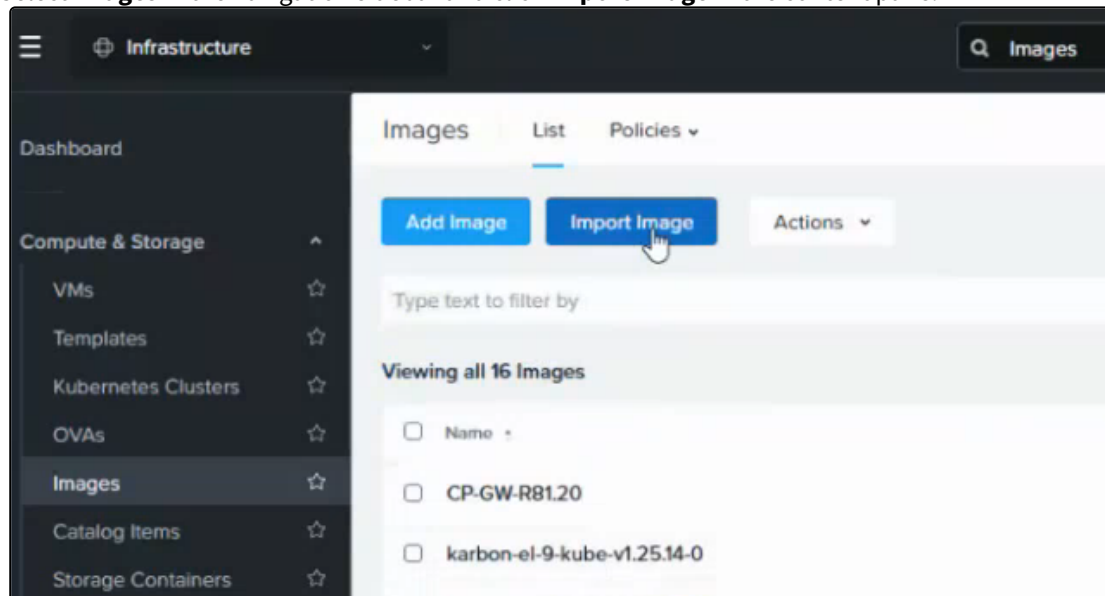 Infrastructure
Images
Dashboard
Compute & Storage
VMs
Templates
Kubernetes Clusters
OVAs
Images
Catalog Items
Storage Containers
Images List Policies
Add Image Import Image Actions
Type text to filter by
Viewing all 16 Images
Name
CP-GW-R81.20
karbon-el-9-kube-v1.25.14-0